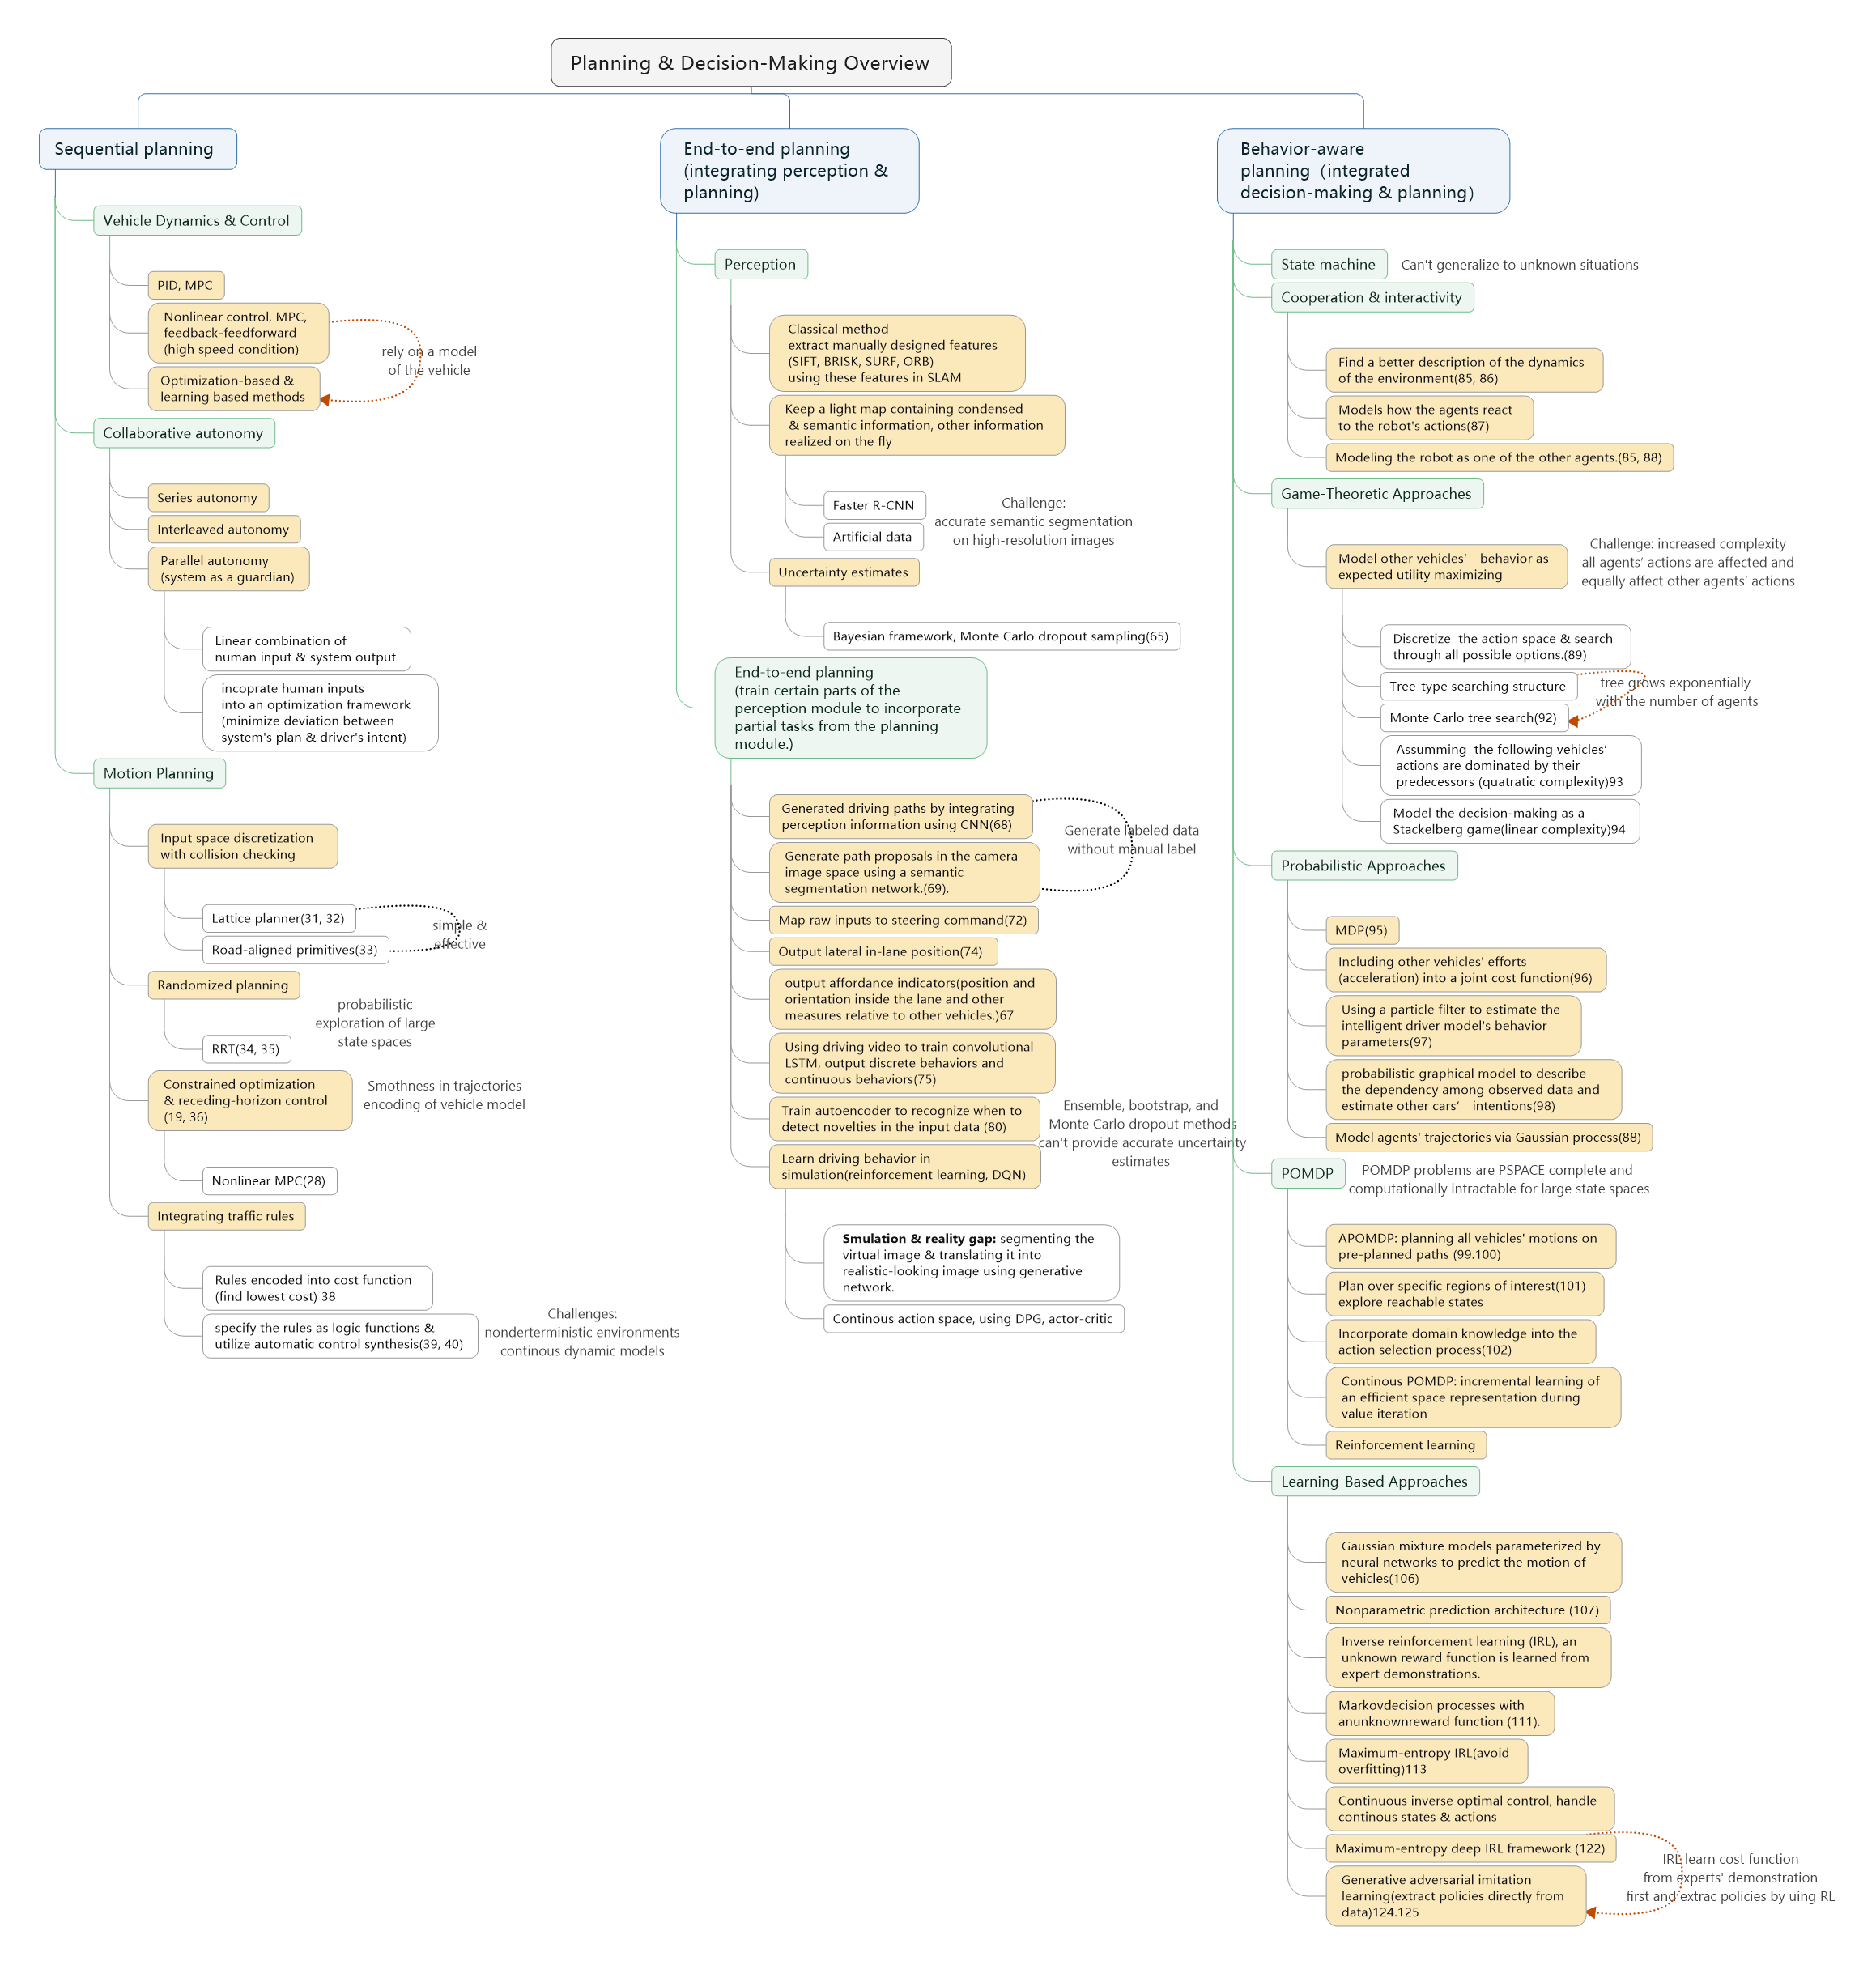 Planning & Decision-Making Overview
Sequential planning
Vehicle Dynamics & Control
PID, MPC
Nonlinear control, MPC,
feedback-feedforward
(high speed condition)
rely on a model
of the vehicle
Optimization-based &
learning based methods
Collaborative autonomy
Series autonomy
Interleaved autonomy
Parallel autonomy
(system as a guardian)
Linear combination of
human input & system output
incoprate human inputs
into an optimization framework
(minimize deviation between
system's plan & driver's intent)
Motion Planning
Input space discretization
with collision checking
Lattice planner(31, 32)
Road-aligned primitives(33)
simple &
effective
Randomized planning
probabilistic
exploration of large
state spaces
RRT(34, 35)
Constrained optimization
& receding-horizon control
(19, 36)
Smothness in trajectories
encoding of vehicle model
Nonlinear MPC(28)
Integrating traffic rules
Rules encoded into cost function
(find lowest cost) 38
specify the rules as logic functions &
utilize automatic control synthesis(39, 40)
Challenges:
nonderterministic environments
continous dynamic models
End-to-end planning
(integrating perception &
planning)
Perception
Classical method
extract manually designed features
(SIFT, BRISK, SURF, ORB)
using these features in SLAM
Keep a light map containing condensed
& semantic information, other information
realized on the fly
Faster R-CNN
Artificial data
Challenge:
accurate semantic segmentation
on high-resolution images
Uncertainty estimates
Bayesian framework, Monte Carlo dropout sampling(65)
End-to-end planning
(train certain parts of the
perception module to incorporate
partial tasks from the planning
module.)
Generated driving paths by integrating
perception information using CNN(68)
Generate path proposals in the camera
image space using a semantic
segmentation network.(69).
Generate labeled data
without manual label
Map raw inputs to steering command(72)
Output lateral in-lane position(74)
output affordance indicators(position and
orientation inside the lane and other
measures relative to other vehicles.)67
Using driving video to train convolutional
LSTM, output discrete behaviors and
continuous behaviors(75)
Train autoencoder to recognize when to
detect novelties in the input data (80)
Ensemble, bootstrap, and
Monte Carlo dropout methods
can't provide accurate uncertainty
estimates
Learn driving behavior in
simulation(reinforcement learning, DQN)
Smulation & reality gap: segmenting the
virtual image & translating it into
realistic-looking image using generative
network.
Continous action space, using DPG, actor-critic
Behavior-aware
planning（integrated
decision-making & planning）
State machine
Can't generalize to unknown situations
Cooperation & interactivity
Find a better description of the dynamics
of the environment(85, 86)
Models how the agents react
to the robot's actions(87)
Modeling the robot as one of the other agents.(85, 88)
Game-Theoretic Approaches
Model other vehicles’ behavior as
expected utility maximizing
Challenge: increased complexity
all agents’ actions are affected and
equally affect other agents’ actions
Discretize the action space & search
through all possible options.(89)
Tree-type searching structure
Monte Carlo tree search(92)
tree grows exponentially
with the number of agents
Assumming the following vehicles’
actions are dominated by their
predecessors (quatratic complexity)93
Model the decision-making as a
Stackelberg game(linear complexity)94
Probabilistic Approaches
MDP(95)
Including other vehicles' efforts
(acceleration) into a joint cost function(96)
Using a particle filter to estimate the
intelligent driver model's behavior
parameters(97)
probabilistic graphical model to describe
the dependency among observed data and
estimate other cars’ intentions(98)
Model agents' trajectories via Gaussian process(88)
POMDP
POMDP problems are PSPACE complete and
computationally intractable for large state spaces
APOMDP: planning all vehicles' motions on
pre-planned paths (99.100)
Plan over specific regions of interest(101)
explore reachable states
Incorporate domain knowledge into the
action selection process(102)
Continous POMDP: incremental learning of
an efficient space representation during
value iteration
Reinforcement learning
Learning-Based Approaches
Gaussian mixture models parameterized by
neural networks to predict the motion of
vehicles(106)
Nonparametric prediction architecture (107)
Inverse reinforcement learning (IRL), an
unknown reward function is learned from
expert demonstrations.
Markovdecision processes with
anunknownreward function (111).
Maximum-entropy IRL(avoid
overfitting)113
Continuous inverse optimal control, handle
continous states & actions
Maximum-entropy deep IRL framework (122)
Generative adversarial imitation
learning(extract policies directly from
data)124.125
IRL learn cost function
from experts' demonstration
first and extrac policies by uing RL